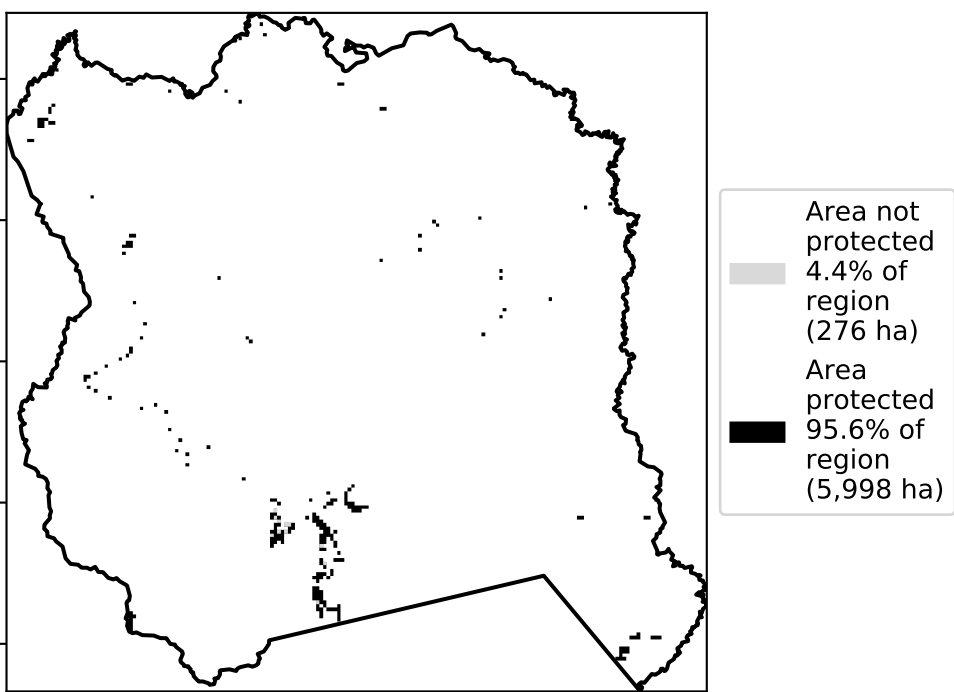 Area not
protected
4.4% of
region
(276 ha)
Area
protected
95.6% of
region
(5,998 ha)